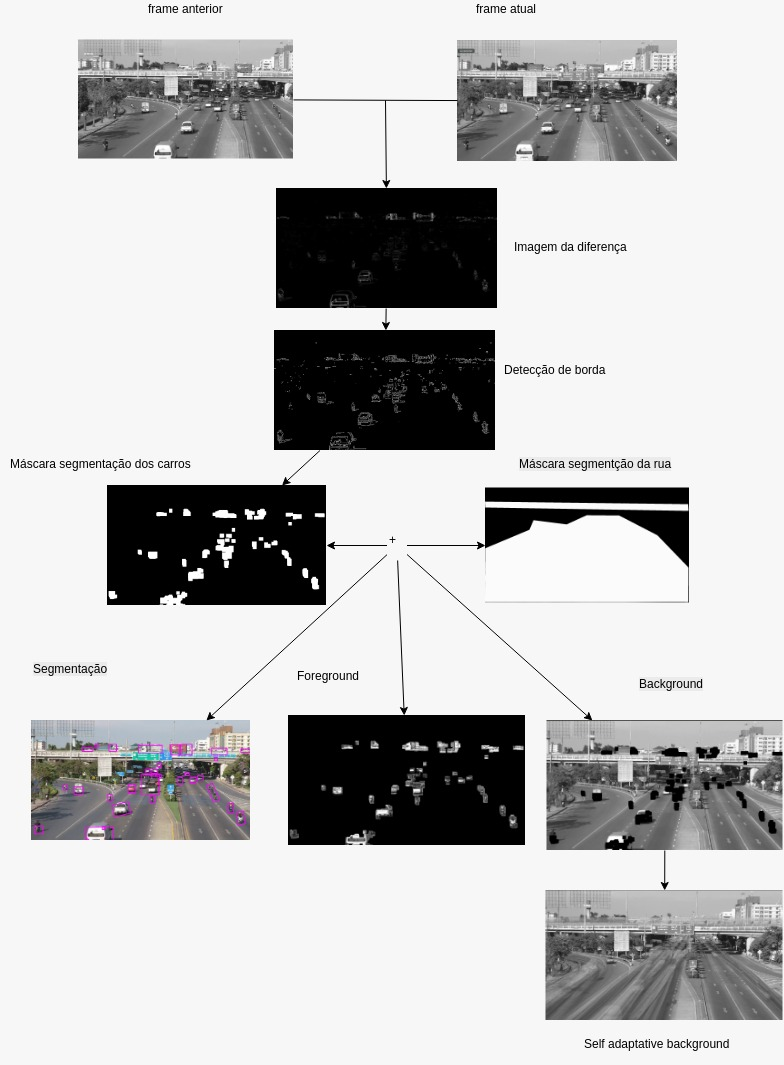 frame anterior
frame atual
Imagem da diferença
Detecção de borda
Máscara segmentação dos carros
Máscara segmentção da rua
+
Segmentação
Foreground
Background
Self adaptative background